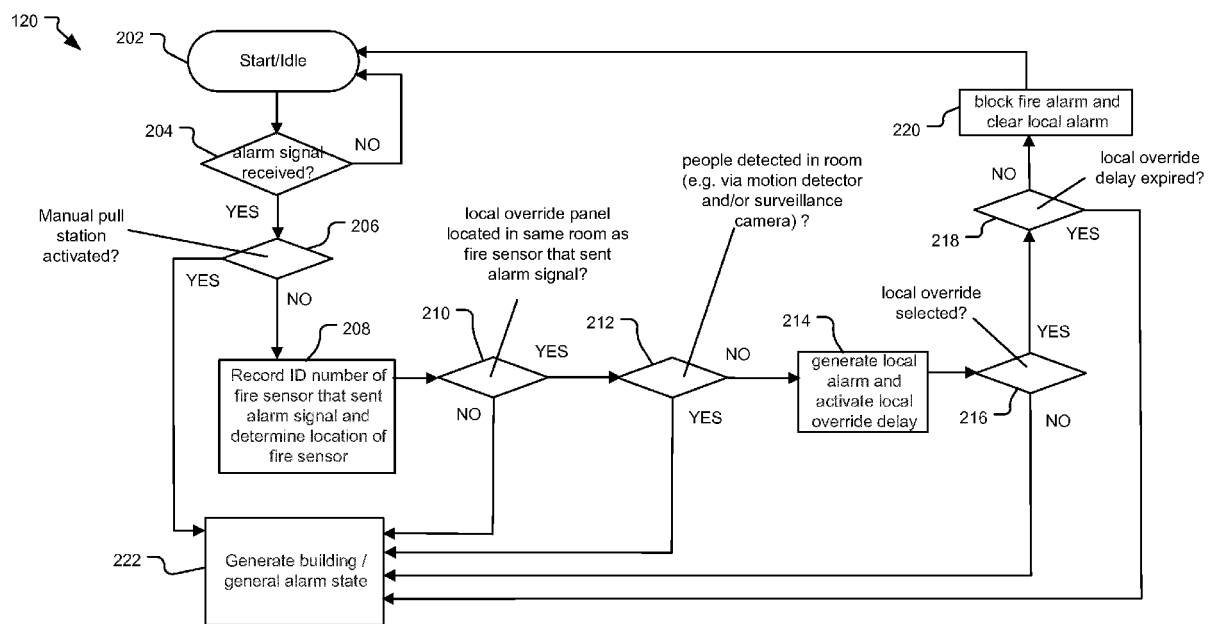 120
202
Start/Idle
204
alarm signal
received?
NO
YES
Manual pull
station
activated?
206
YES
NO
208
Record ID number of
fire sensor that sent
alarm signal and
determine location of
fire sensor
local override panel
located in same room as
fire sensor that sent
alarm signal?
210
YES
NO
people detected in room
(e.g. via motion detector
and/or surveillance
camera) ?
212
NO
YES
214
generate local
alarm and
activate local
override delay
local override
selected?
216
YES
NO
218
local override
delay expired?
NO
YES
220
block fire alarm and
clear local alarm
222
Generate building /
general alarm state